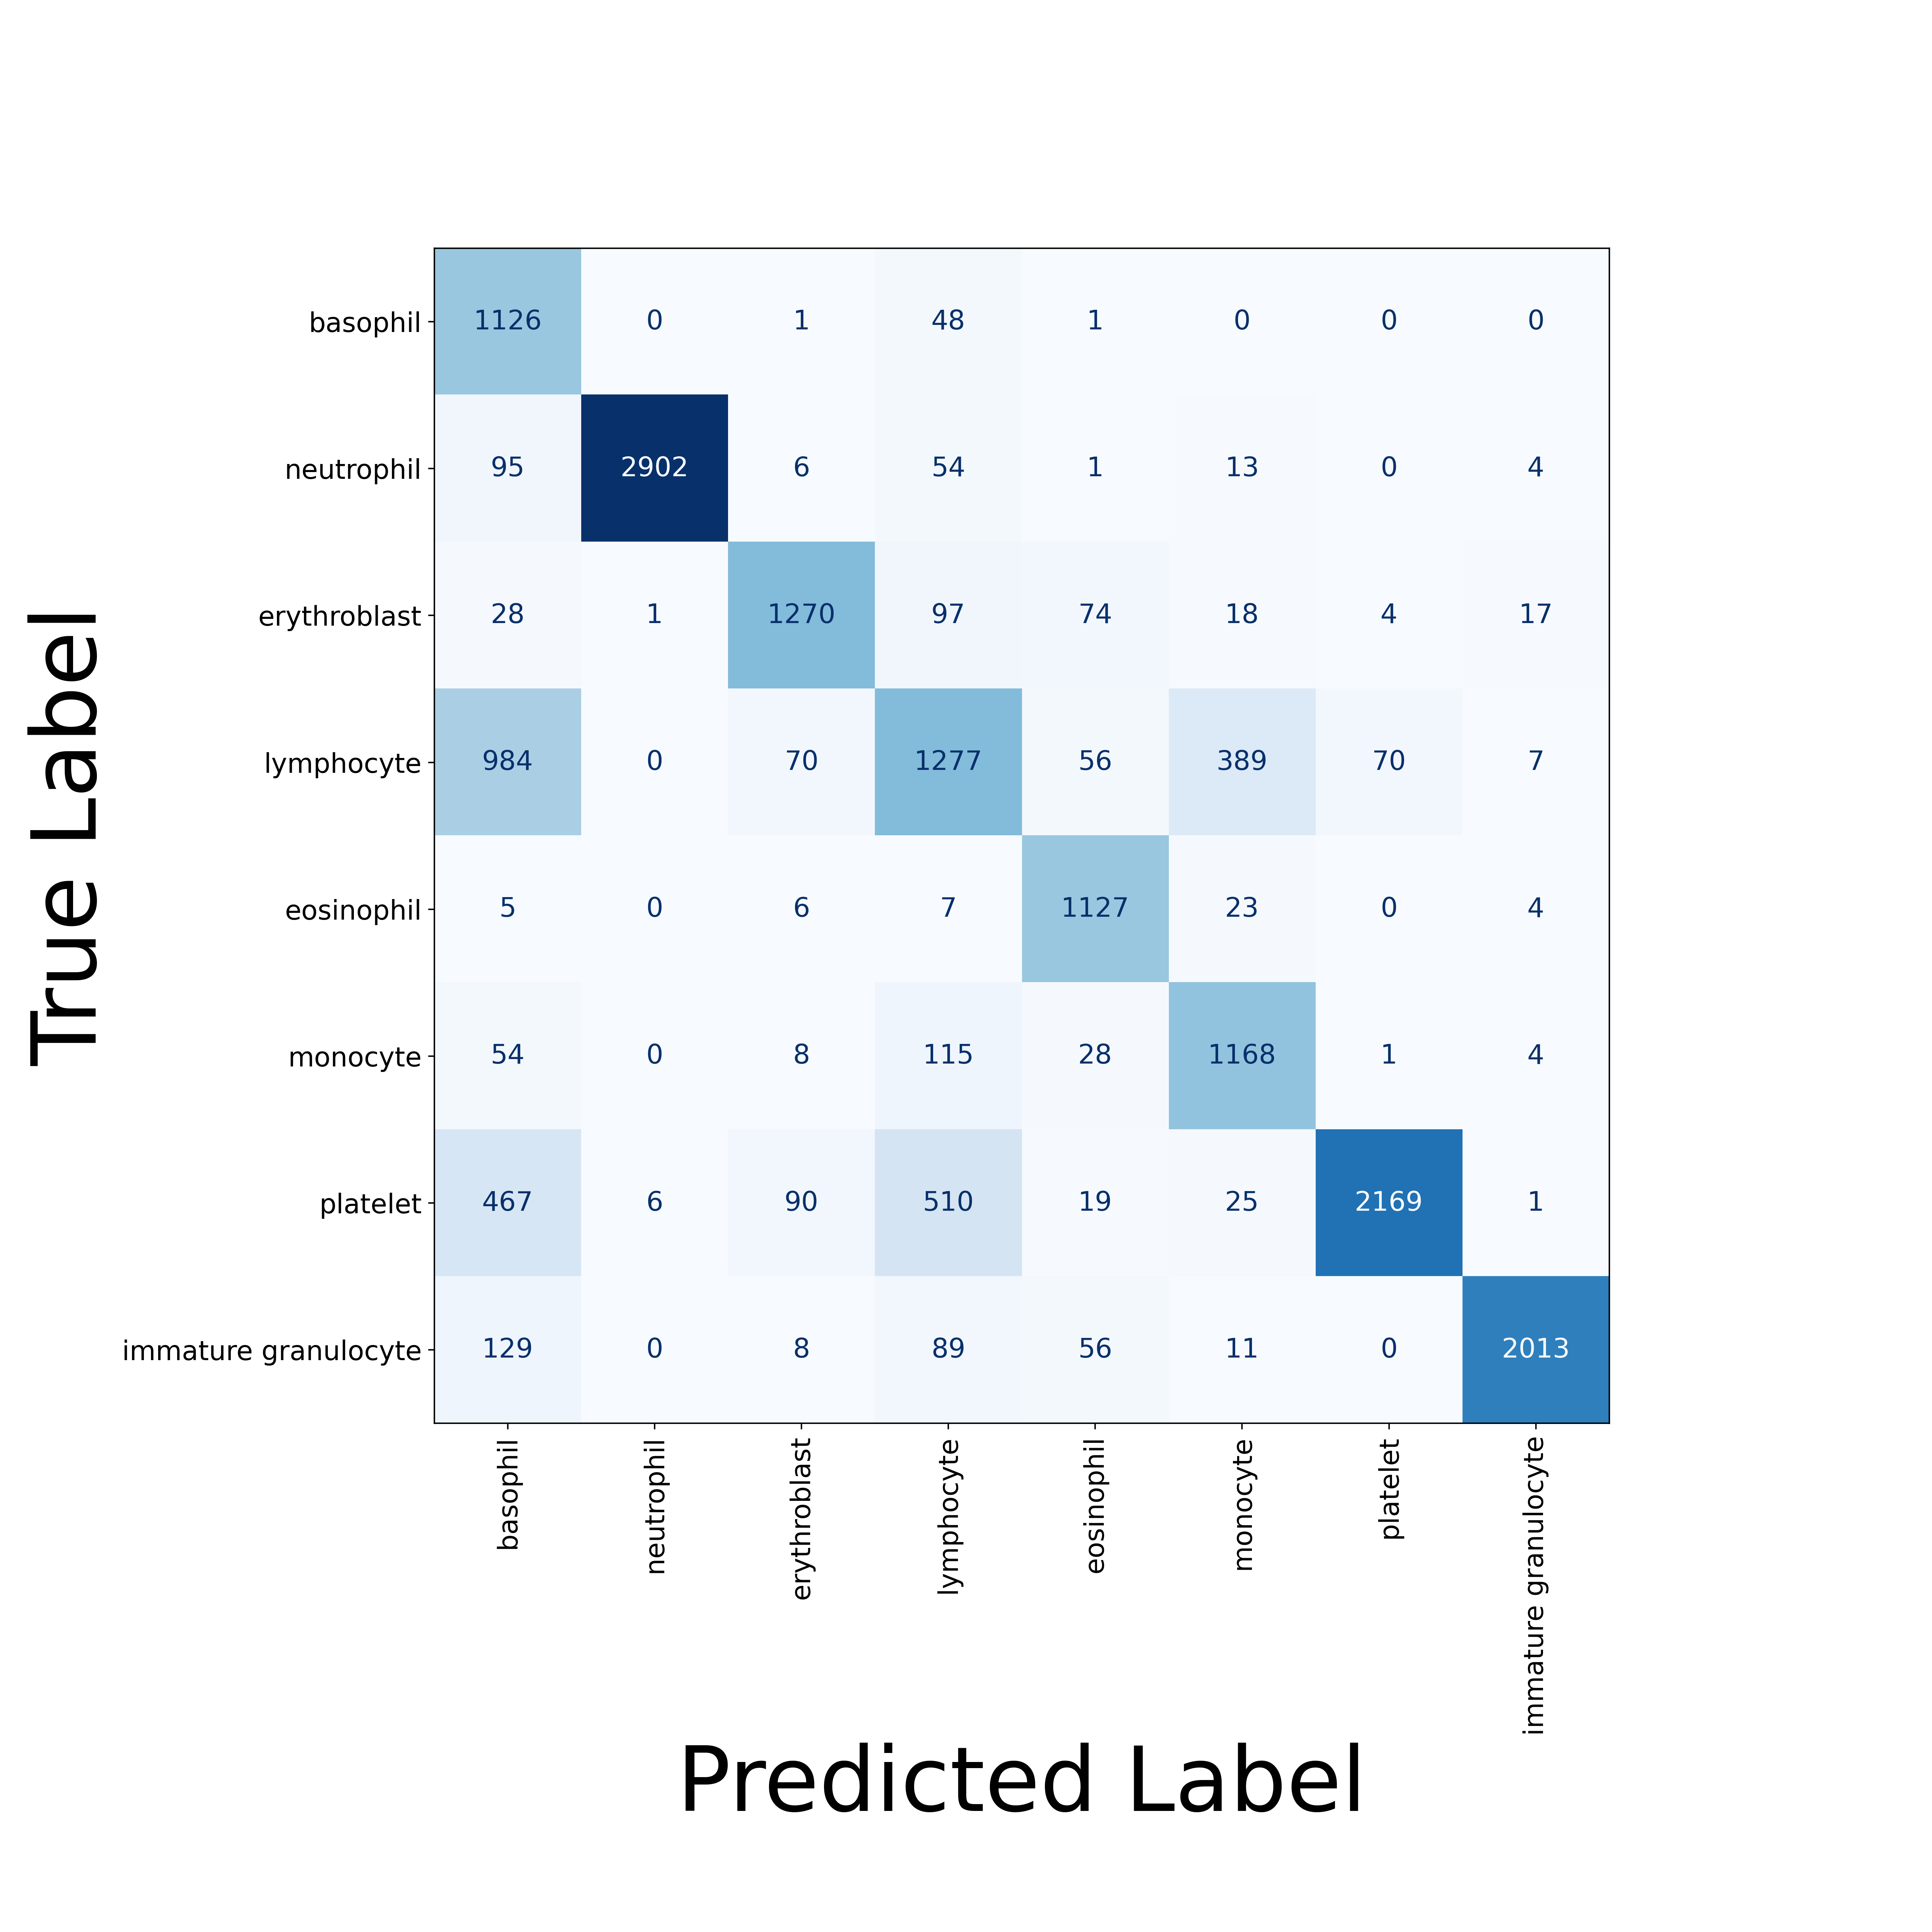 True Label
basophil 1126 0 1 48 1 0 0 0
neutrophil 95 2902 6 54 1 13 0 4
erythroblast 28 1 1270 97 74 18 4 17
lymphocyte 984 0 70 1277 56 389 70 7
eosinophil 5 0 6 7 1127 23 0 4
monocyte 54 0 8 115 28 1168 1 4
platelet 467 6 90 510 19 25 2169 1
immature granulocyte 129 0 8 89 56 11 0 2013
basophil
neutrophil
erythroblast
lymphocyte
eosinophil
monocyte
platelet
immature granulocyte
Predicted Label